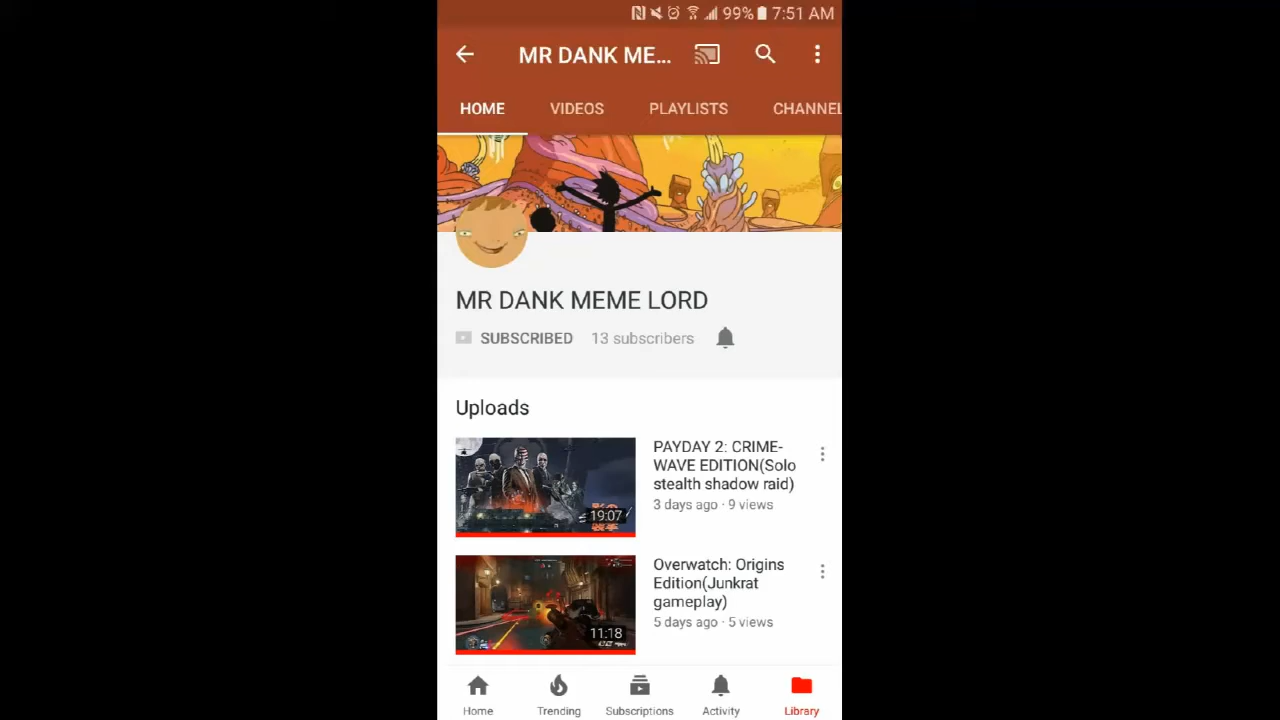 99% 7:51 AM
MR DANK ME...
HOME VIDEOS PLAYLISTS CHANNEL
MR DANK MEME LORD
SUBSCRIBED 13 subscribers
Uploads
PAYDAY 2: CRIME-
WAVE EDITION(Solo
stealth shadow raid)
3 days ago · 9 views
19:07
Overwatch: Origins
Edition(Junkrat
gameplay)
5 days ago · 5 views
11:18
Home Trending Subscriptions Activity Library